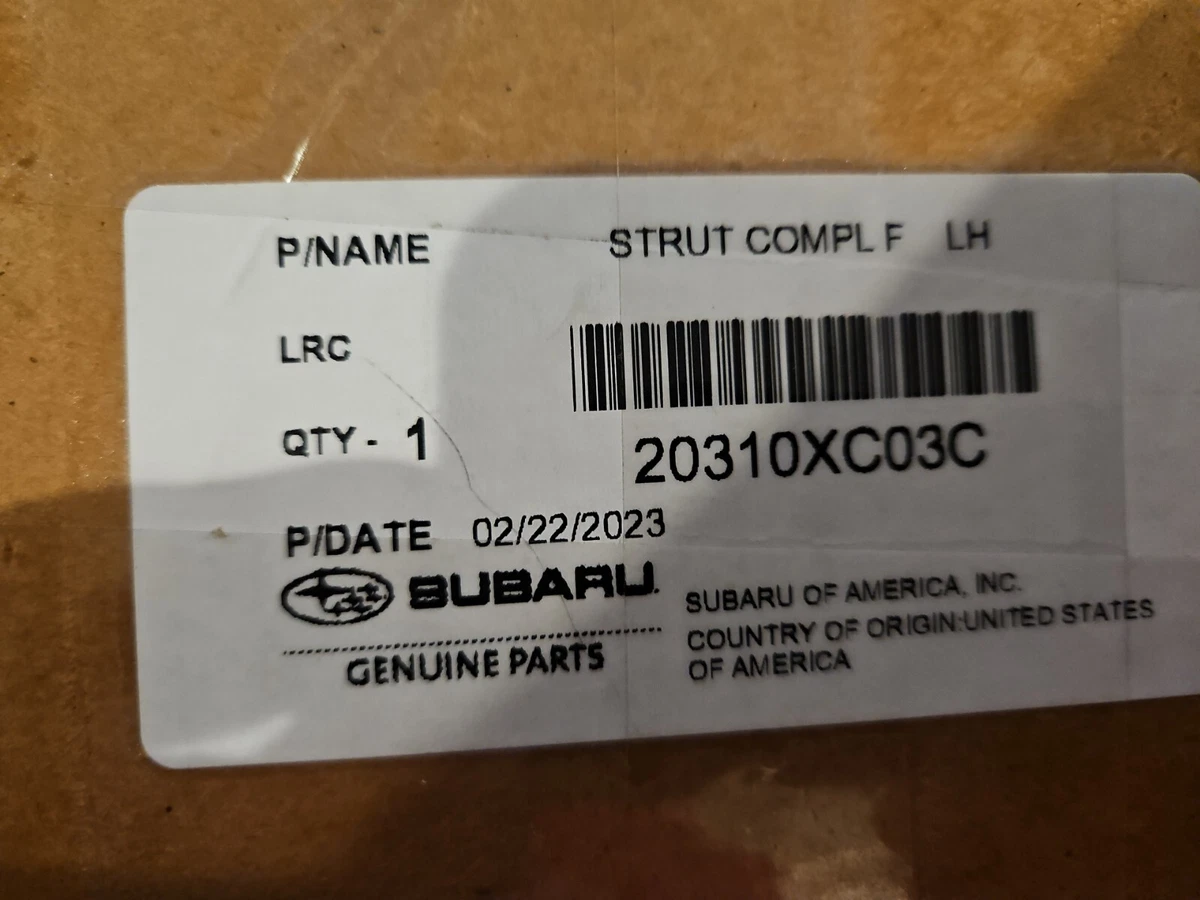 P/NAME STRUT COMPL F LH
LRC
QTY - 1 20310XC03C
P/DATE 02/22/2023
SUBARU.
GENUINE PARTS
SUBARU OF AMERICA, INC.
COUNTRY OF ORIGIN:UNITED STATES
OF AMERICA